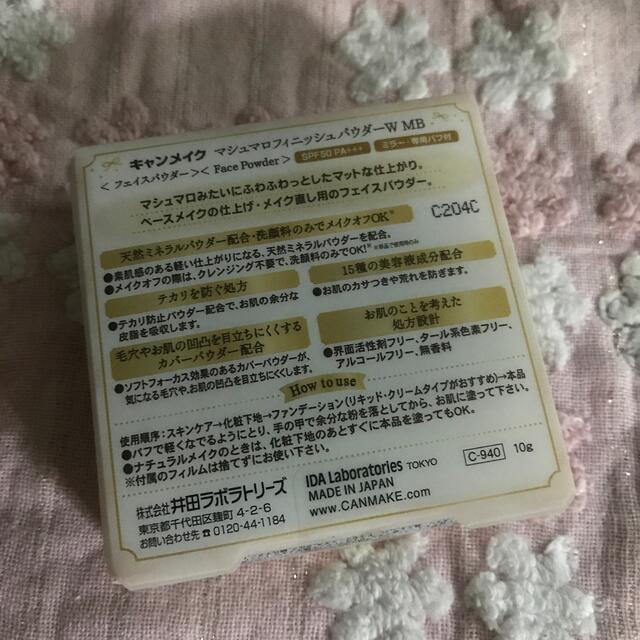 キャンメイク マシュマロフィニッシュパウダーW MB
＜フェイスパウダー＞＜Face Powder＞ SPF50 PA+++ ミラー・専用パフ付
マシュマロみたいにふわふわっとしたマットな仕上がり。
ベースメイクの仕上げ・メイク直し用のフェイスパウダー。
C204C
天然ミネラルパウダー配合・洗顔料のみでメイクオフOK※
●素肌感のある軽い仕上がりになる、天然ミネラルパウダーを配合。
●メイクオフの際は、クレンジング不要で、洗顔料のみでOK!※ ※単品で使用時のみ
テカリを防ぐ処方
●テカリ防止パウダー配合で、お肌の余分な
皮脂を吸収します。
15種の美容液成分配合
●お肌のカサつきや荒れを防ぎます。
毛穴やお肌の凹凸を目立ちにくくする
カバーパウダー配合
●ソフトフォーカス効果のあるカバーパウダーが、
気になる毛穴や、お肌の凹凸を目立ちにくくします。
お肌のことを考えた
処方設計
●界面活性剤フリー、タール系色素フリー、
アルコールフリー、無香料
How to use
使用順序:スキンケア→化粧下地→ファンデーション(リキッド・クリームタイプがおすすめ)→本品
●パフで軽くなでるようにとり、手の甲で余分な粉を落としてから、お肌に塗って下さい。
●ナチュラルメイクのときは、化粧下地のあとすぐに本品を塗ってもOK。
※付属のフィルムは捨てずにお使い下さい。
株式会社 井田ラボラトリーズ
東京都千代田区麹町4-2-6
お問い合わせ先☎0120-44-1184
IDA Laboratories TOKYO
MADE IN JAPAN
www.CANMAKE.com
C-940 10g